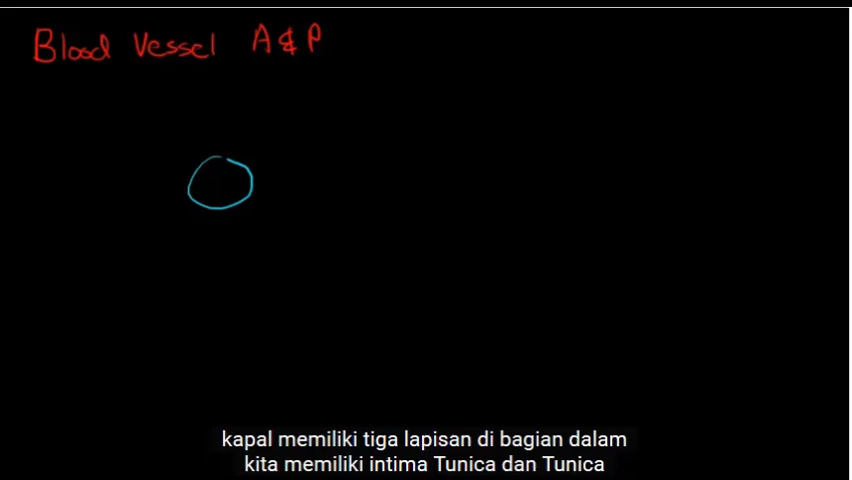 Blood Vessel A & P
kapal memiliki tiga lapisan di bagian dalam
kita memiliki intima Tunica dan Tunica